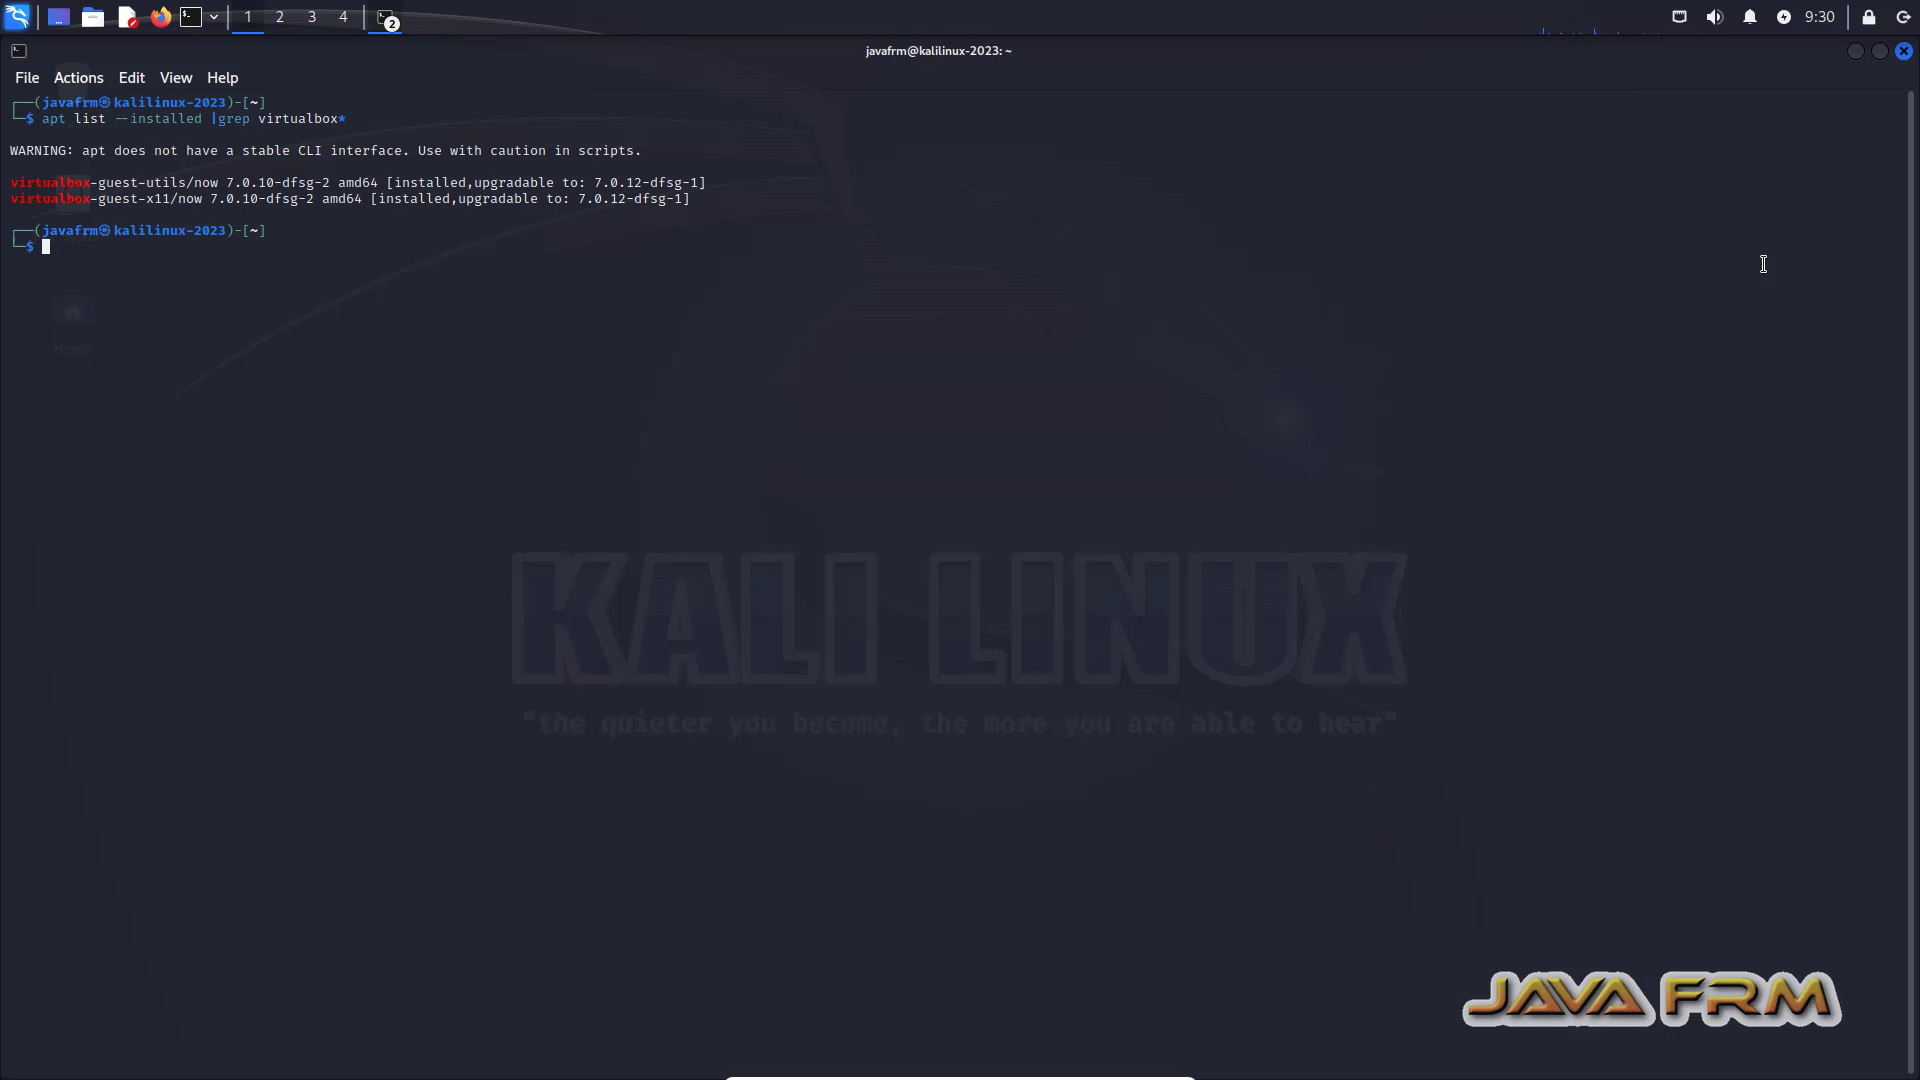 1 2 3 4 2 9:30
javafrm@kalilinux-2023: ~
File Actions Edit View Help
┌──(javafrm㉿kalilinux-2023)-[~]
└─$ apt list --installed |grep virtualbox*
WARNING: apt does not have a stable CLI interface. Use with caution in scripts.
virtualbox-guest-utils/now 7.0.10-dfsg-2 amd64 [installed,upgradable to: 7.0.12-dfsg-1]
virtualbox-guest-x11/now 7.0.10-dfsg-2 amd64 [installed,upgradable to: 7.0.12-dfsg-1]
┌──(javafrm㉿kalilinux-2023)-[~]
└─$
Home
KALI LINUX
"the quieter you become, the more you are able to hear"
JAVA FRM